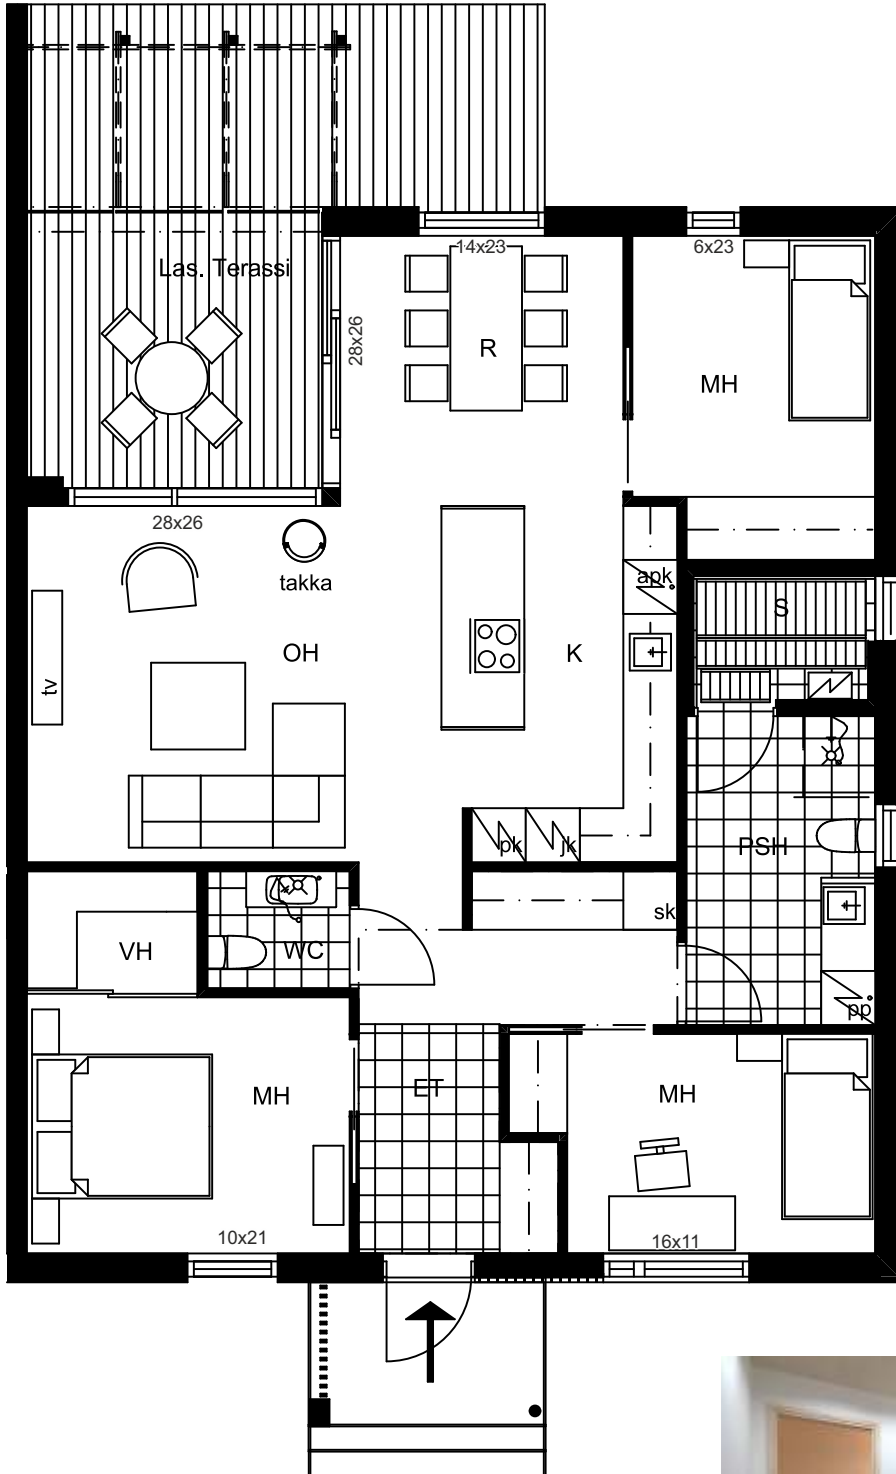 14x23
6x23
Las. Terassi
28x26
R
MH
28x26
takka
apk
S
OH
K
tv
pk
jk
PSH
sk
VH
WC
pp
MH
ET
MH
10x21
16x11